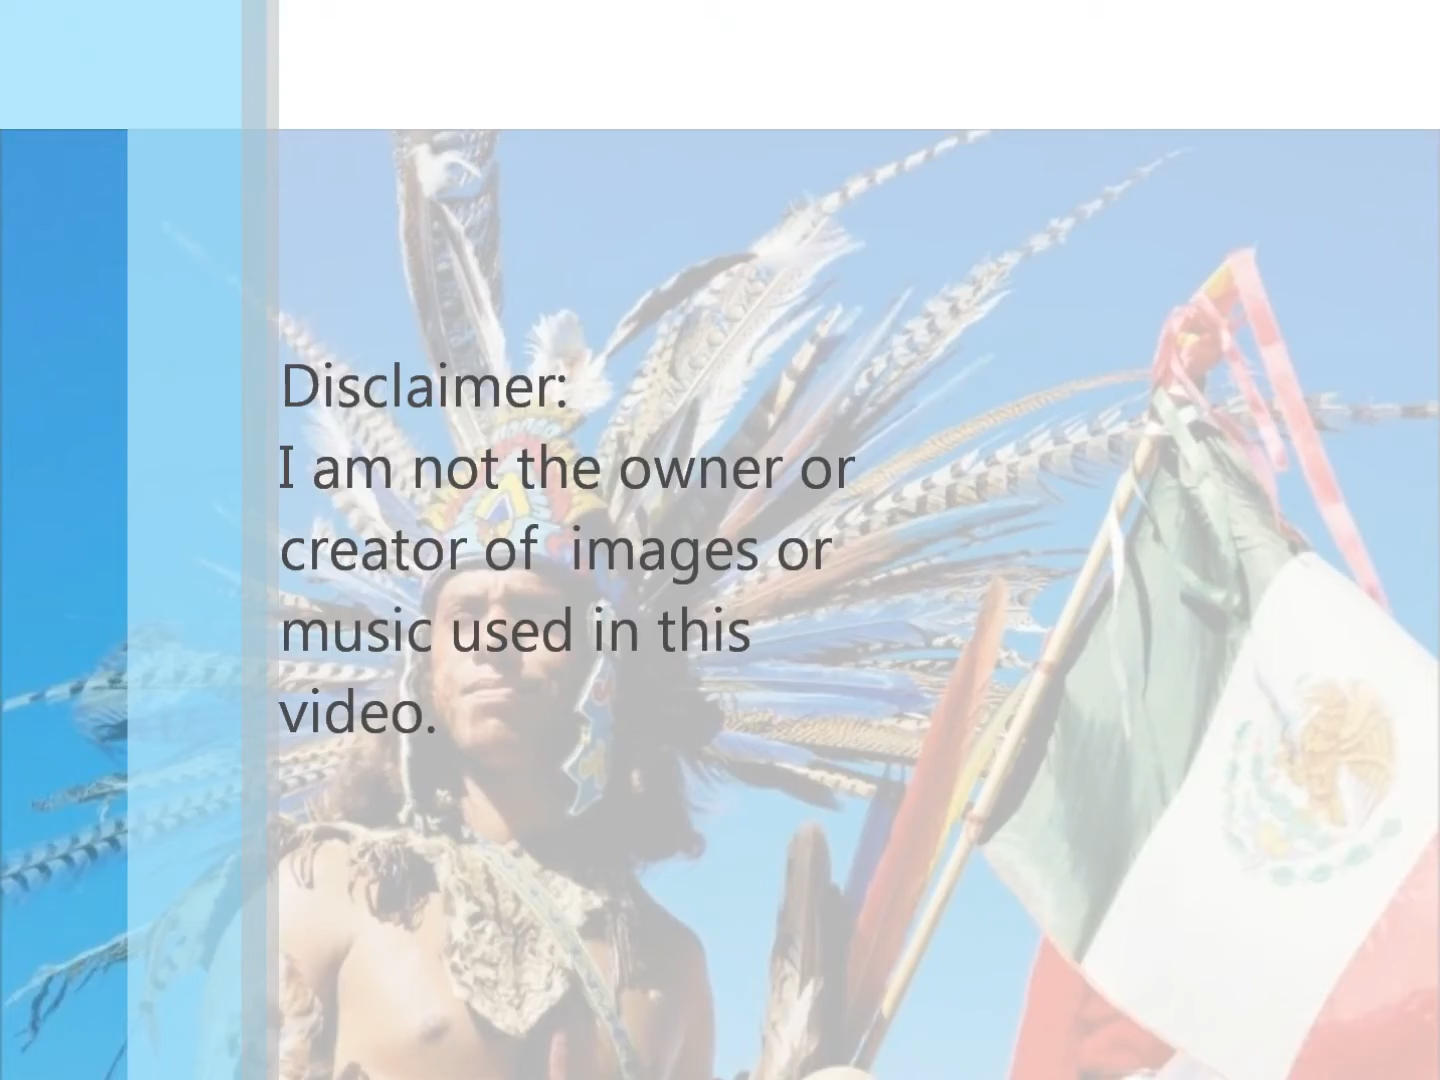 Disclaimer:
I am not the owner or
creator of  images or
music used in this
video.